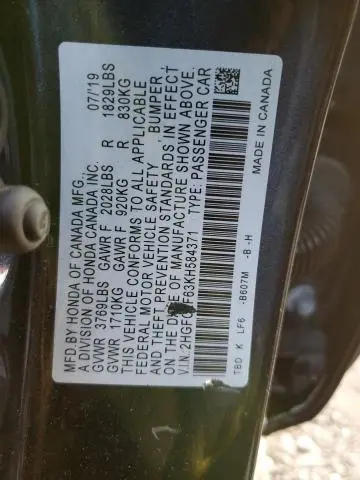 MFD BY HONDA OF CANADA MFG. 07/19
A DIVISION OF HONDA CANADA INC.
GVWR 3769LBS GAWR F 2028LBS R 1828LBS
GVWR 1710KG GAWR F 920KG R 830KG
THIS VEHICLE CONFORMS TO ALL APPLICABLE
FEDERAL MOTOR VEHICLE SAFETY , BUMPER
AND THEFT PREVENTION STANDARDS IN EFFECT
ON THE DATE OF MANUFACTURE SHOWN ABOVE.
V.I.N: TYPE: PASSENGER CAR
TBD K LF6 -B607M -B -H
MADE IN CANADA